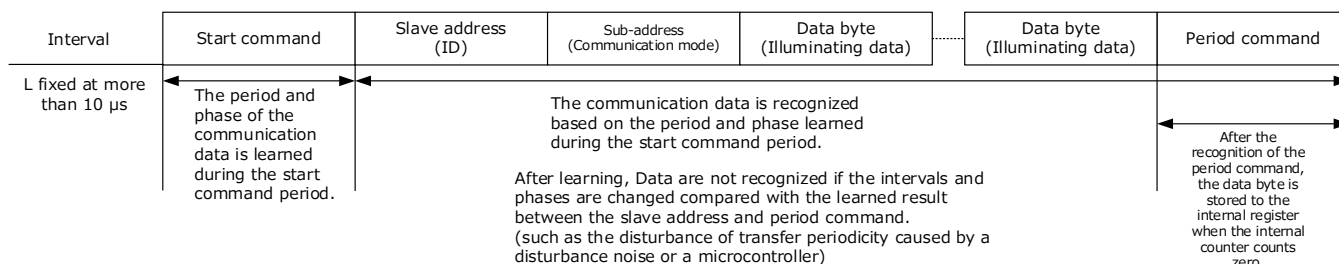 Interval
Start command
Slave address
(ID)
Sub-address
(Communication mode)
Data byte
(Illuminating data)
Data byte
(Illuminating data)
Period command
L fixed at more
than 10 µs
The period and
phase of the
communication
data is learned
during the start
command period.
The communication data is recognized
based on the period and phase learned
during the start command period.
After learning, Data are not recognized if the intervals and
phases are changed compared with the learned result
between the slave address and period command.
(such as the disturbance of transfer periodicity caused by a
disturbance noise or a microcontroller)
After the
recognition of the
period command,
the data byte is
stored to the
internal register
when the internal
counter counts
zero